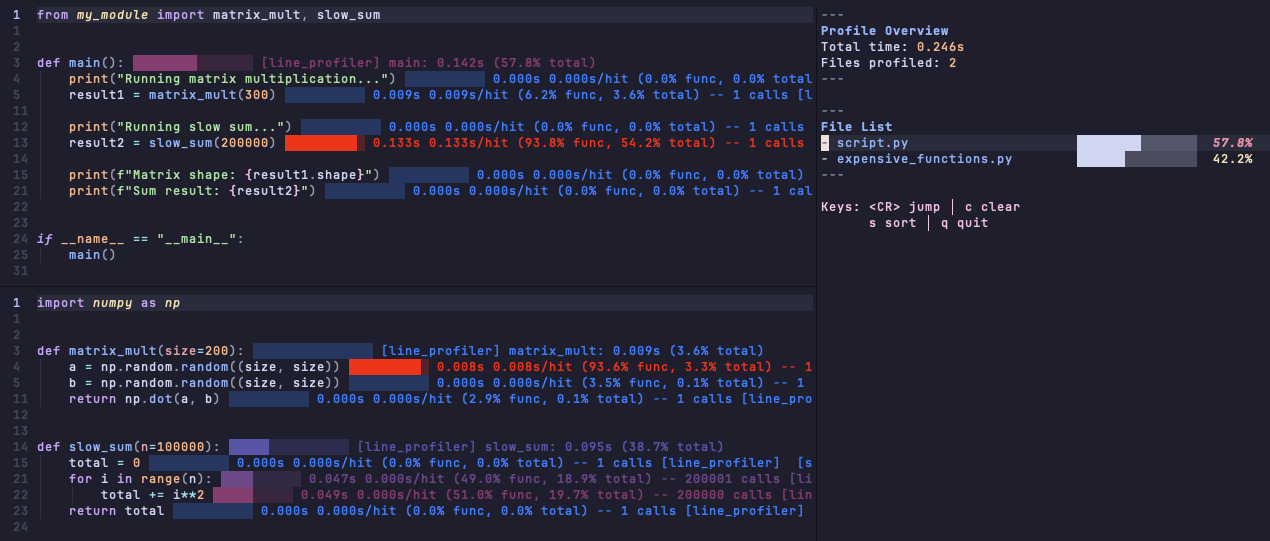 1 from my_module import matrix_mult, slow_sum
1
2
3 def main(): [line_profiler] main: 0.142s (57.8% total)
4 print("Running matrix multiplication...") 0.000s 0.000s/hit (0.0% func, 0.0% total
5 result1 = matrix_mult(300) 0.009s 0.009s/hit (6.2% func, 3.6% total) -- 1 calls [l
11
12 print("Running slow sum...") 0.000s 0.000s/hit (0.0% func, 0.0% total) -- 1 calls
13 result2 = slow_sum(200000) 0.133s 0.133s/hit (93.8% func, 54.2% total) -- 1 calls
14
15 print(f"Matrix shape: {result1.shape}") 0.000s 0.000s/hit (0.0% func, 0.0% total)
21 print(f"Sum result: {result2}") 0.000s 0.000s/hit (0.0% func, 0.0% total) -- 1 cal
22
23
24 if __name__ == "__main__":
25 main()
31
1 import numpy as np
1
2
3 def matrix_mult(size=200): [line_profiler] matrix_mult: 0.009s (3.6% total)
4 a = np.random.random((size, size)) 0.008s 0.008s/hit (93.6% func, 3.3% total) -- 1
5 b = np.random.random((size, size)) 0.000s 0.000s/hit (3.5% func, 0.1% total) -- 1
11 return np.dot(a, b) 0.000s 0.000s/hit (2.9% func, 0.1% total) -- 1 calls [line_pro
12
13
14 def slow_sum(n=100000): [line_profiler] slow_sum: 0.095s (38.7% total)
15 total = 0 0.000s 0.000s/hit (0.0% func, 0.0% total) -- 1 calls [line_profiler] [s
21 for i in range(n): 0.047s 0.000s/hit (49.0% func, 18.9% total) -- 200001 calls [li
22 total += i**2 0.049s 0.000s/hit (51.0% func, 19.7% total) -- 200000 calls [lin
23 return total 0.000s 0.000s/hit (0.0% func, 0.0% total) -- 1 calls [line_profiler]
24
---
Profile Overview
Total time: 0.246s
Files profiled: 2
---
---
File List
- script.py 57.8%
- expensive_functions.py 42.2%
---
Keys: <CR> jump | c clear
s sort | q quit